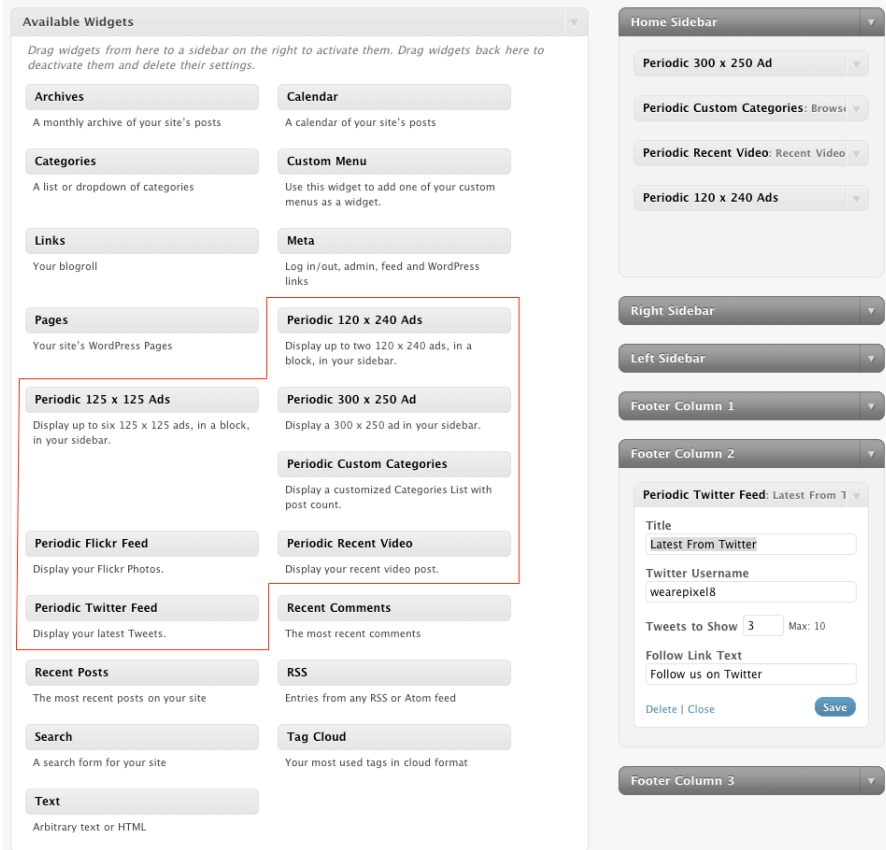 Available Widgets
Drag widgets from here to a sidebar on the right to activate them. Drag widgets back here to
deactivate them and delete their settings.
Archives
A monthly archive of your site's posts
Calendar
A calendar of your site's posts
Categories
A list or dropdown of categories
Custom Menu
Use this widget to add one of your custom
menus as a widget.
Links
Your blogroll
Meta
Log in/out, admin, feed and WordPress
links
Pages
Your site's WordPress Pages
Periodic 120 x 240 Ads
Display up to two 120 x 240 ads, in a
block, in your sidebar.
Periodic 125 x 125 Ads
Display up to six 125 x 125 ads, in a block,
in your sidebar.
Periodic 300 x 250 Ad
Display a 300 x 250 ad in your sidebar.
Periodic Custom Categories
Display a customized Categories List with
post count.
Periodic Flickr Feed
Display your Flickr Photos.
Periodic Recent Video
Display your recent video post.
Periodic Twitter Feed
Display your latest Tweets.
Recent Comments
The most recent comments
Recent Posts
The most recent posts on your site
RSS
Entries from any RSS or Atom feed
Search
A search form for your site
Tag Cloud
Your most used tags in cloud format
Text
Arbitrary text or HTML
Home Sidebar
Periodic 300 x 250 Ad
Periodic Custom Categories: Browse
Periodic Recent Video: Recent Video
Periodic 120 x 240 Ads
Right Sidebar
Left Sidebar
Footer Column 1
Footer Column 2
Periodic Twitter Feed: Latest From T
Title
Latest From Twitter
Twitter Username
wearepixel8
Tweets to Show 3 Max: 10
Follow Link Text
Follow us on Twitter
Delete | Close Save
Footer Column 3